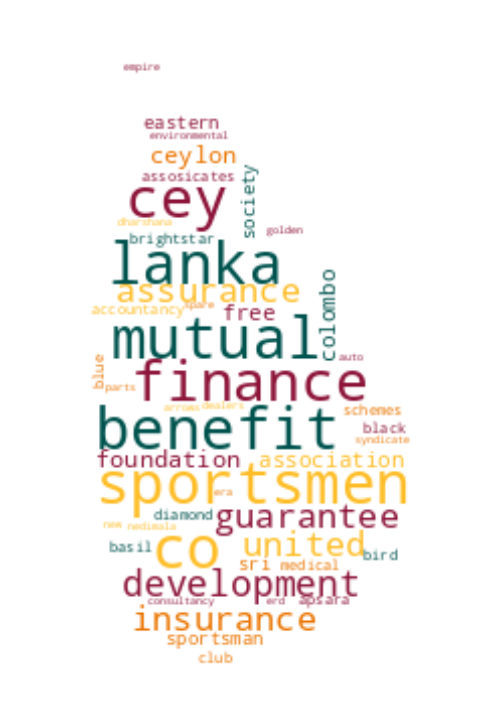 empire
eastern
environmental
ceylon
assosicates
society
cey
dharshana
golden
brightstar
lanka
assurance
colombo
accountancy
spare
free
mutual
auto
blue
parts
finance
arrows
dealers
schemes
benefit
black
syndicate
foundation
association
sportsmen
era
diamond
guarantee
new
nedimala
basil
co
united
bird
sri
medical
development
consultancy
erd
apsara
insurance
sportsman
club